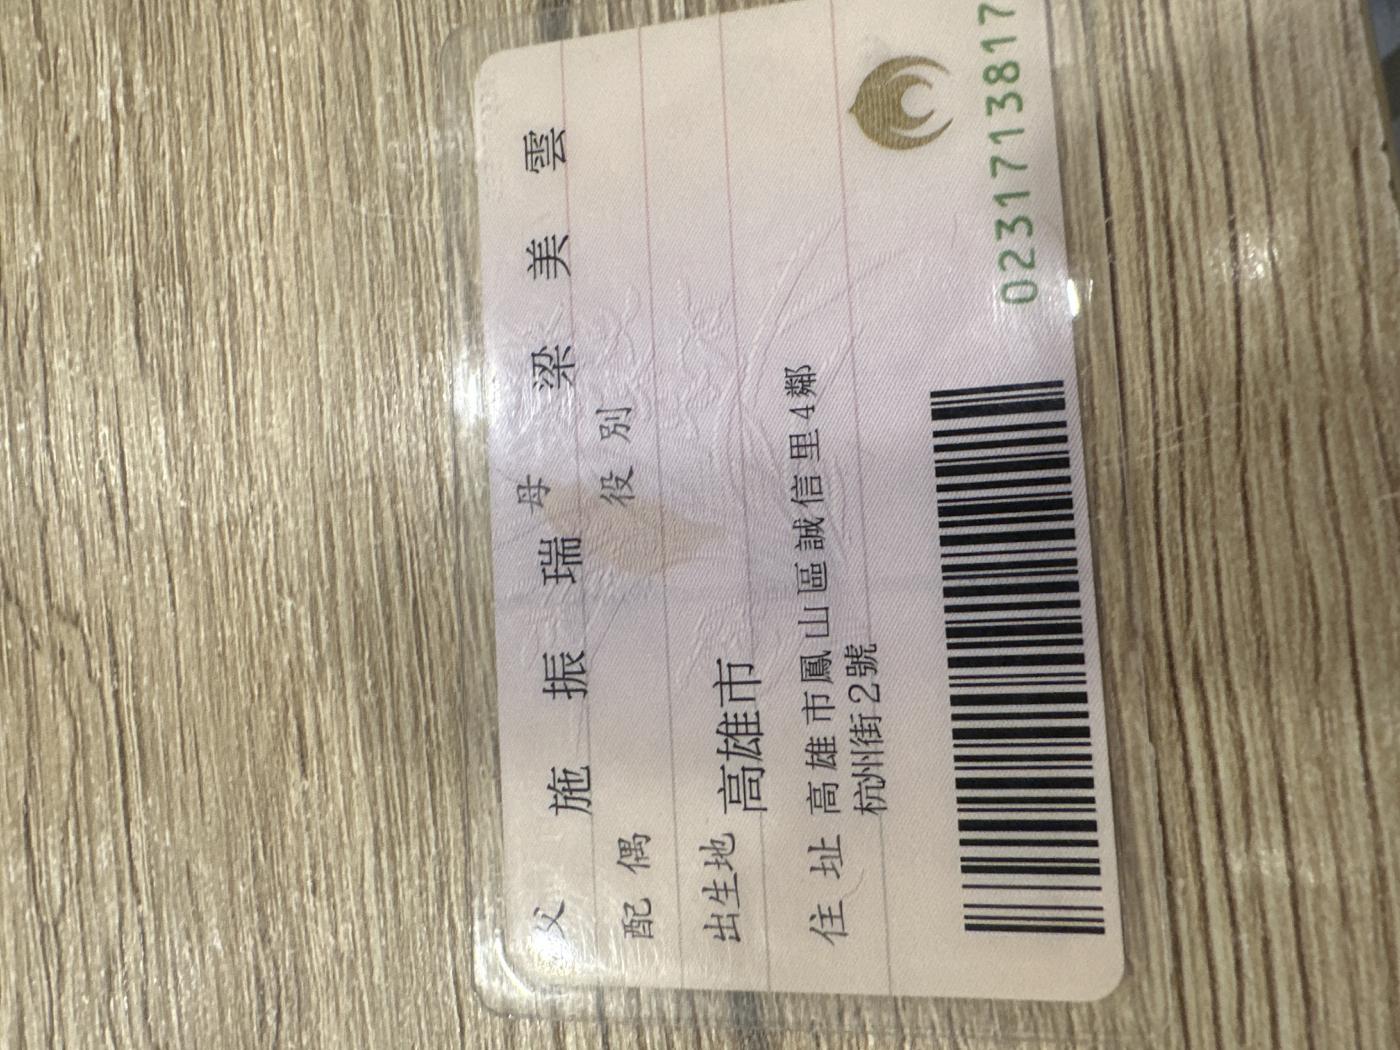 父 施振瑞 母 梁美雲
配偶 役別
出生地 高雄市
住址 高雄市鳳山區誠信里4鄰
杭州街2號
0231713817